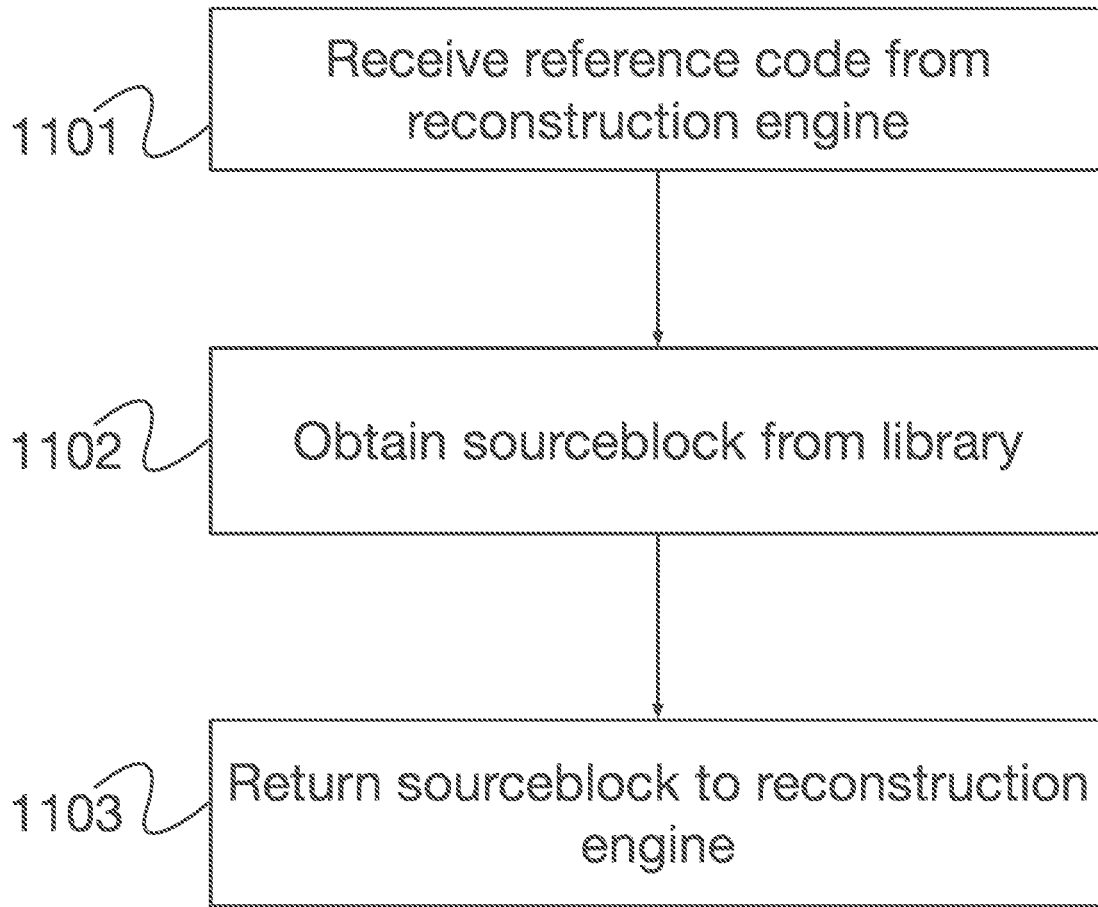 Receive reference code from
reconstruction engine
1101
Obtain sourceblock from library
1102
Return sourceblock to reconstruction
engine
1103